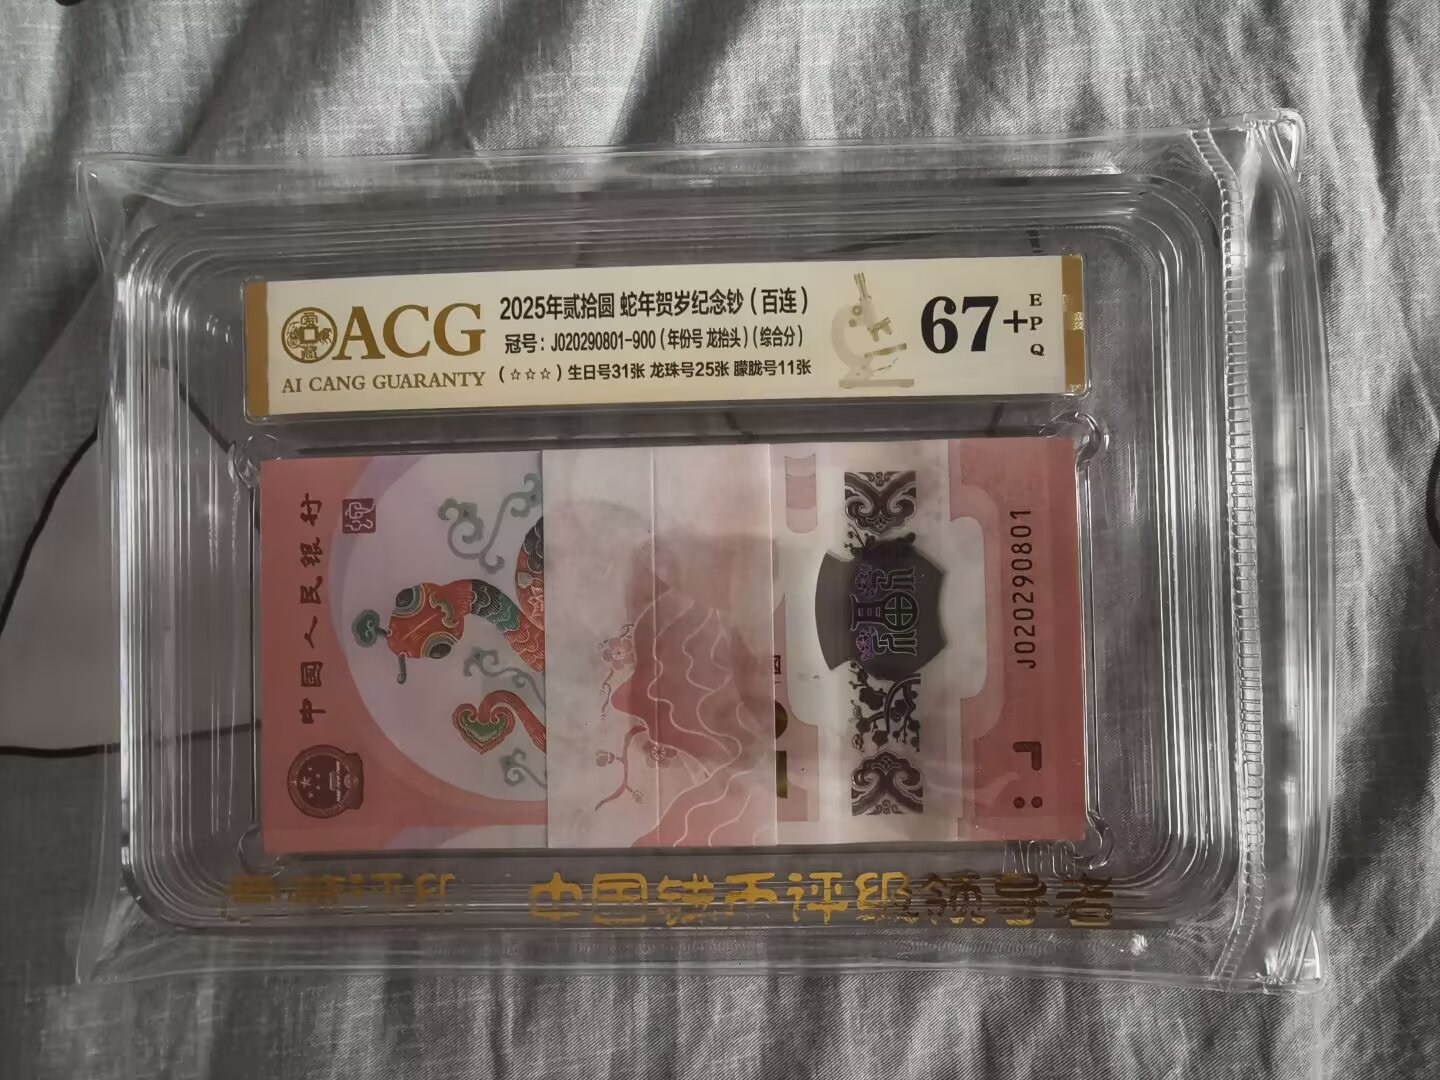 ACG
AI CANG GUARANTY
2025年贰拾圆 蛇年贺岁纪念钞（百连）
冠号：J020290801-900（年份号 龙抬头）（综合分）
（☆☆☆）生日号31张 龙珠号25张 朦胧号11张
67+
EPQ
中国人民银行
J020290801
ACG
中国钱币评级领导者